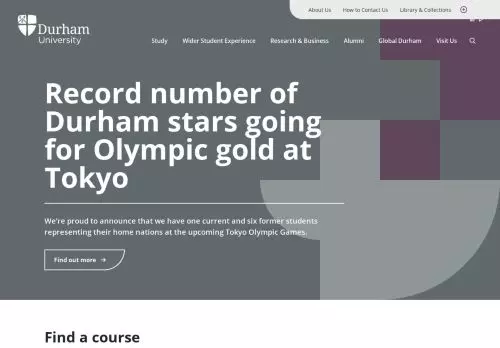 About Us
How to Contact Us
Library & Collections
Durham
University
Study
Wider Student Experience
Research & Business
Alumni
Global Durham
Visit Us
Record number of
Durham stars going
for Olympic gold at
Tokyo
We're proud to announce that we have one current and six former students
representing their home nations at the upcoming Tokyo Olympic Games.
Find out more
Find a course